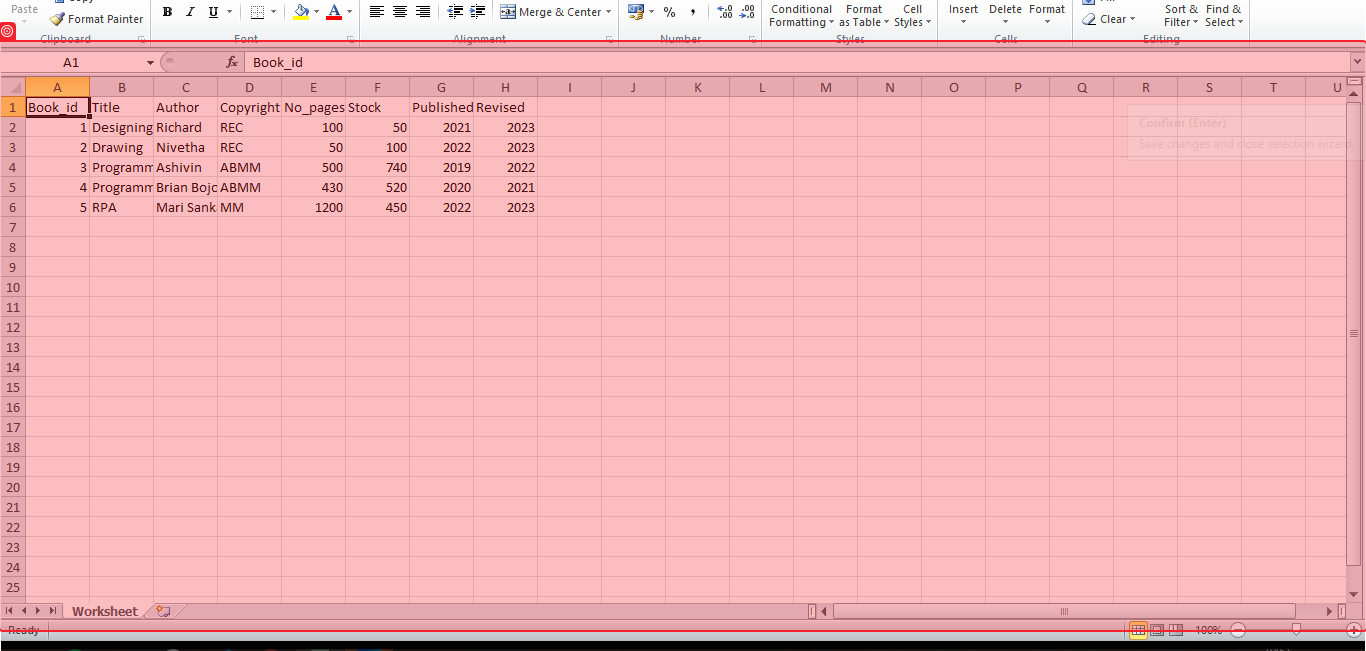 Paste
Format Painter
Clipboard
B I U
Font
A
Merge & Center
Alignment
% ,
Number
Conditional Formatting
Format as Table
Cell Styles
Styles
Insert Delete Format
Cells
Clear
Sort & Filter
Find & Select
Editing
A1 fx Book_id
A B C D E F G H I J K L M N O P Q R S T U
1 Book_id Title Author Copyright No_pages Stock Published Revised
2 1 Designing Richard REC 100 50 2021 2023
3 2 Drawing Nivetha REC 50 100 2022 2023
4 3 Programm Ashivin ABMM 500 740 2019 2022
5 4 Programm Brian Bojc ABMM 430 520 2020 2021
6 5 RPA Mari Sank MM 1200 450 2022 2023
Confirm (Enter)
Save changes and close selection wizard.
7
8
9
10
11
12
13
14
15
16
17
18
19
20
21
22
23
24
25
Worksheet
Ready 100%